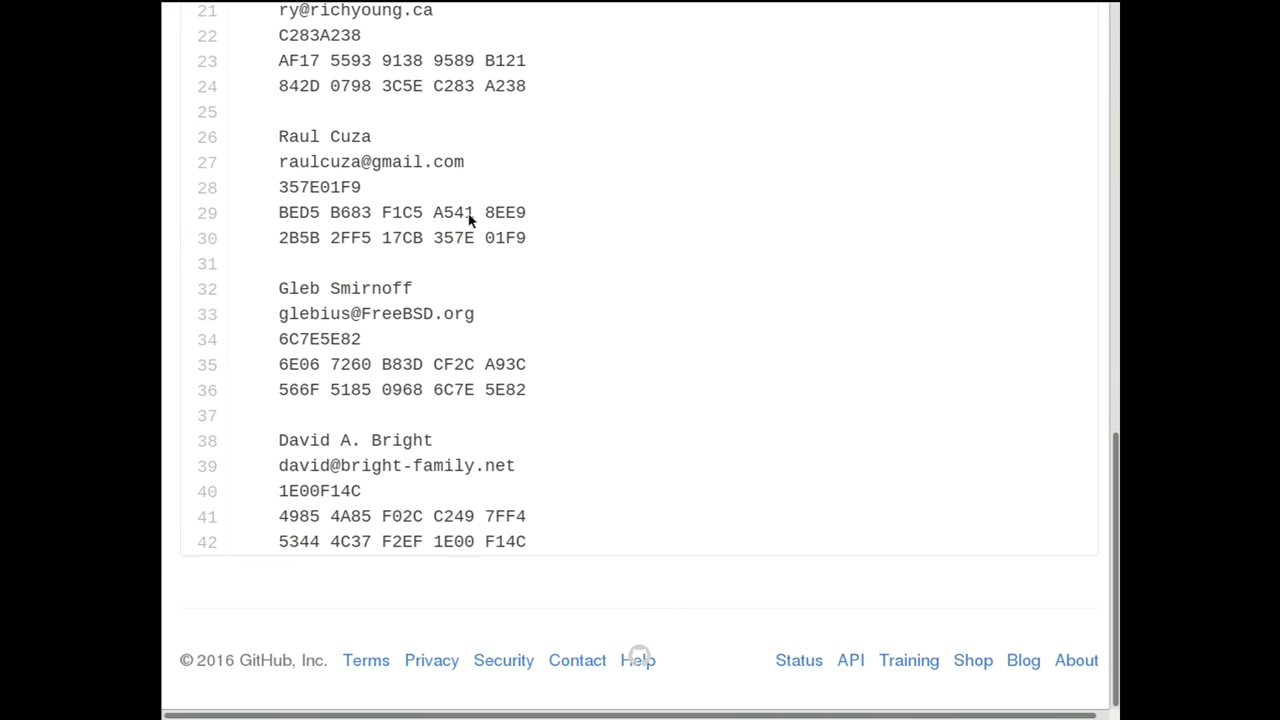 21 ry@richyoung.ca
22 C283A238
23 AF17 5593 9138 9589 B121
24 842D 0798 3C5E C283 A238
25
26 Raul Cuza
27 raulcuza@gmail.com
28 357E01F9
29 BED5 B683 F1C5 A541 8EE9
30 2B5B 2FF5 17CB 357E 01F9
31
32 Gleb Smirnoff
33 glebius@FreeBSD.org
34 6C7E5E82
35 6E06 7260 B83D CF2C A93C
36 566F 5185 0968 6C7E 5E82
37
38 David A. Bright
39 david@bright-family.net
40 1E00F14C
41 4985 4A85 F02C C249 7FF4
42 5344 4C37 F2EF 1E00 F14C
© 2016 GitHub, Inc. Terms Privacy Security Contact Help Status API Training Shop Blog About